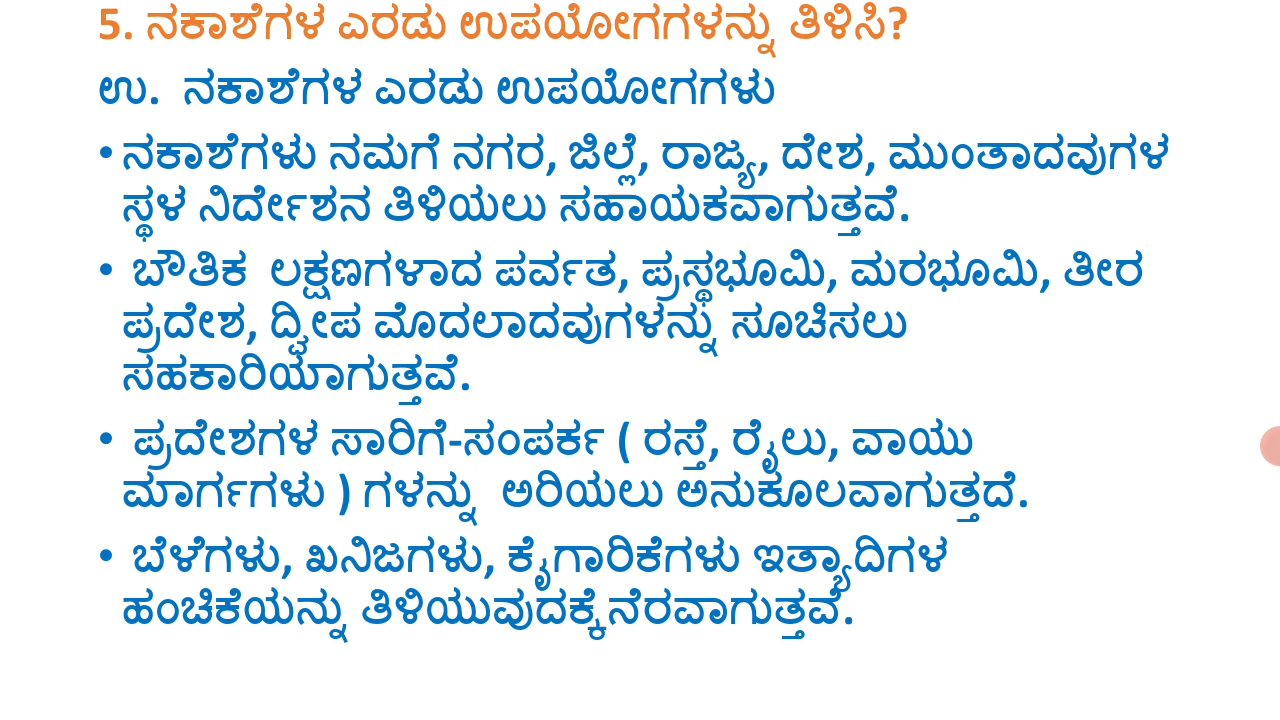 5. ನಕಾಶೆಗಳ ಎರಡು ಉಪಯೋಗಗಳನ್ನು ತಿಳಿಸಿ?
ಉ. ನಕಾಶೆಗಳ ಎರಡು ಉಪಯೋಗಗಳು
• ನಕಾಶೆಗಳು ನಮಗೆ ನಗರ, ಜಿಲ್ಲೆ, ರಾಜ್ಯ, ದೇಶ, ಮುಂತಾದವುಗಳ
ಸ್ಥಳ ನಿರ್ದೇಶನ ತಿಳಿಯಲು ಸಹಾಯಕವಾಗುತ್ತವೆ.
• ಬೌತಿಕ ಲಕ್ಷಣಗಳಾದ ಪರ್ವತ, ಪ್ರಸ್ಥಭೂಮಿ, ಮರಭೂಮಿ, ತೀರ
ಪ್ರದೇಶ, ದ್ವೀಪ ಮೊದಲಾದವುಗಳನ್ನು ಸೂಚಿಸಲು
ಸಹಕಾರಿಯಾಗುತ್ತವೆ.
• ಪ್ರದೇಶಗಳ ಸಾರಿಗೆ-ಸಂಪರ್ಕ ( ರಸ್ತೆ, ರೈಲು, ವಾಯು
ಮಾರ್ಗಗಳು ) ಗಳನ್ನು ಅರಿಯಲು ಅನುಕೂಲವಾಗುತ್ತದೆ.
• ಬೆಳೆಗಳು, ಖನಿಜಗಳು, ಕೈಗಾರಿಕೆಗಳು ಇತ್ಯಾದಿಗಳ
ಹಂಚಿಕೆಯನ್ನು ತಿಳಿಯುವುದಕ್ಕೆನೆರವಾಗುತ್ತವೆ.